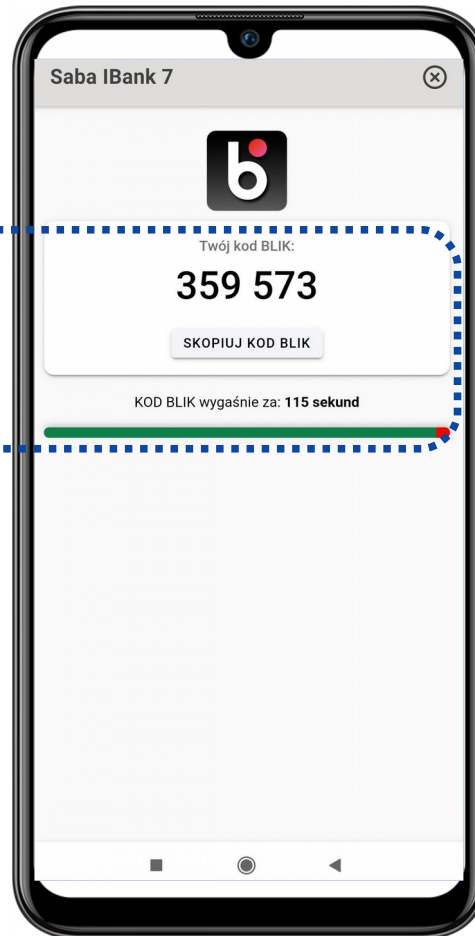 Saba IBank 7
Twój kod BLIK:
359 573
SKOPIUJ KOD BLIK
KOD BLIK wygaśnie za: 115 sekund